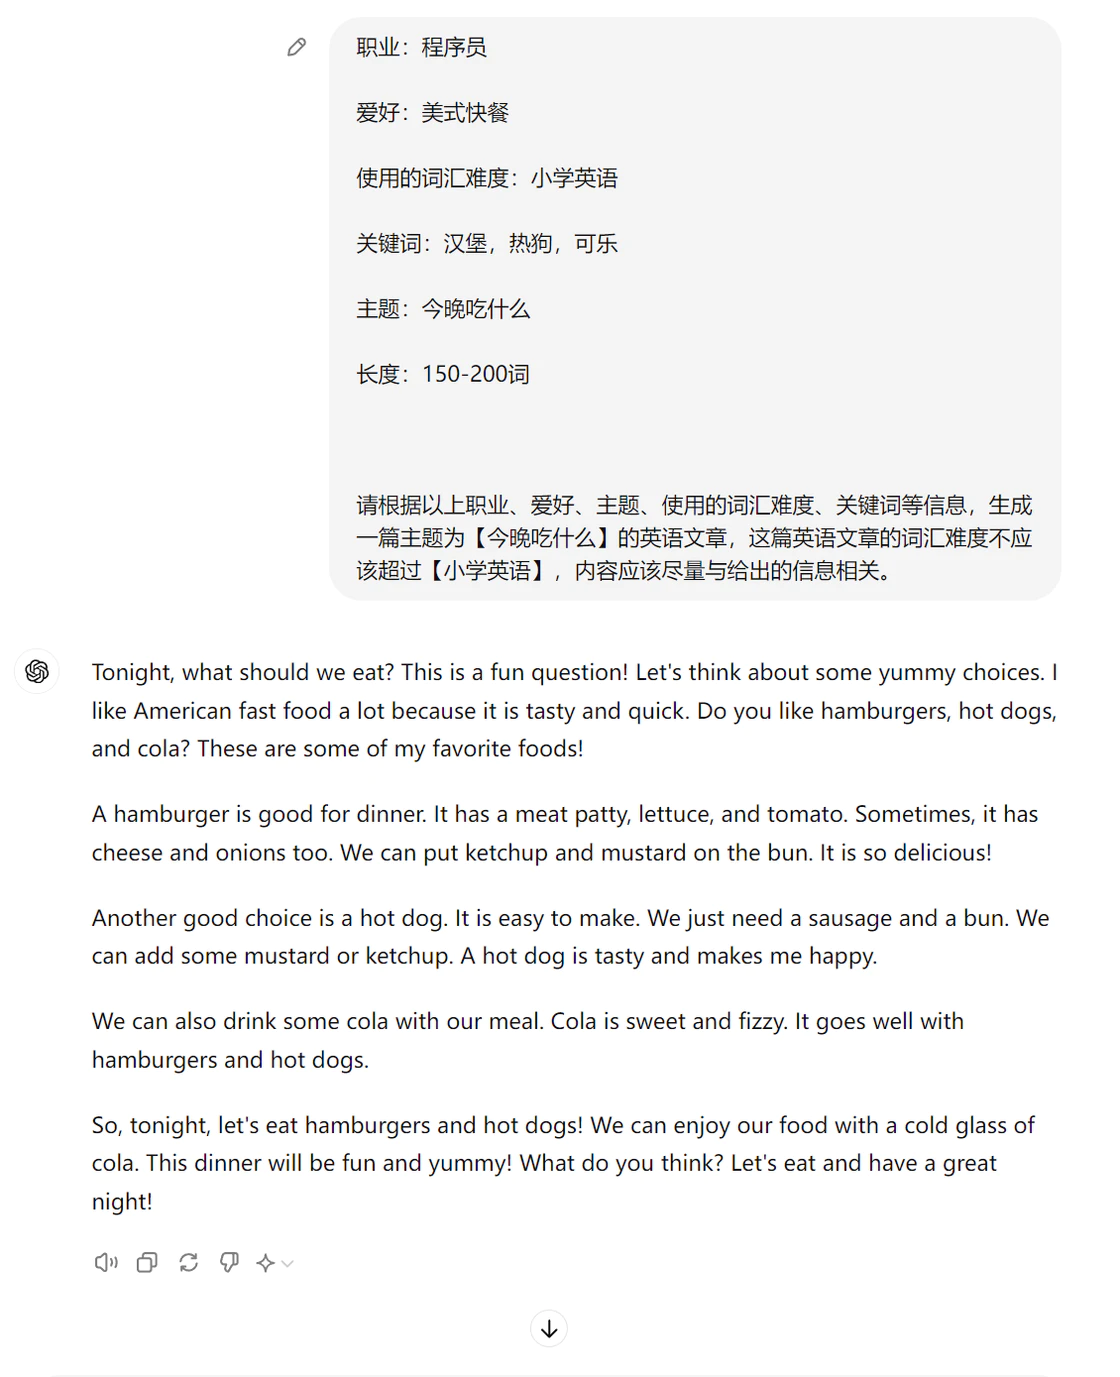 职业：程序员
爱好：美式快餐
使用的词汇难度：小学英语
关键词：汉堡，热狗，可乐
主题：今晚吃什么
长度：150-200词
请根据以上职业、爱好、主题、使用的词汇难度、关键词等信息，生成
一篇主题为【今晚吃什么】的英语文章，这篇英语文章的词汇难度不应
该超过【小学英语】，内容应该尽量与给出的信息相关。
Tonight, what should we eat? This is a fun question! Let's think about some yummy choices. I
like American fast food a lot because it is tasty and quick. Do you like hamburgers, hot dogs,
and cola? These are some of my favorite foods!
A hamburger is good for dinner. It has a meat patty, lettuce, and tomato. Sometimes, it has
cheese and onions too. We can put ketchup and mustard on the bun. It is so delicious!
Another good choice is a hot dog. It is easy to make. We just need a sausage and a bun. We
can add some mustard or ketchup. A hot dog is tasty and makes me happy.
We can also drink some cola with our meal. Cola is sweet and fizzy. It goes well with
hamburgers and hot dogs.
So, tonight, let's eat hamburgers and hot dogs! We can enjoy our food with a cold glass of
cola. This dinner will be fun and yummy! What do you think? Let's eat and have a great
night!